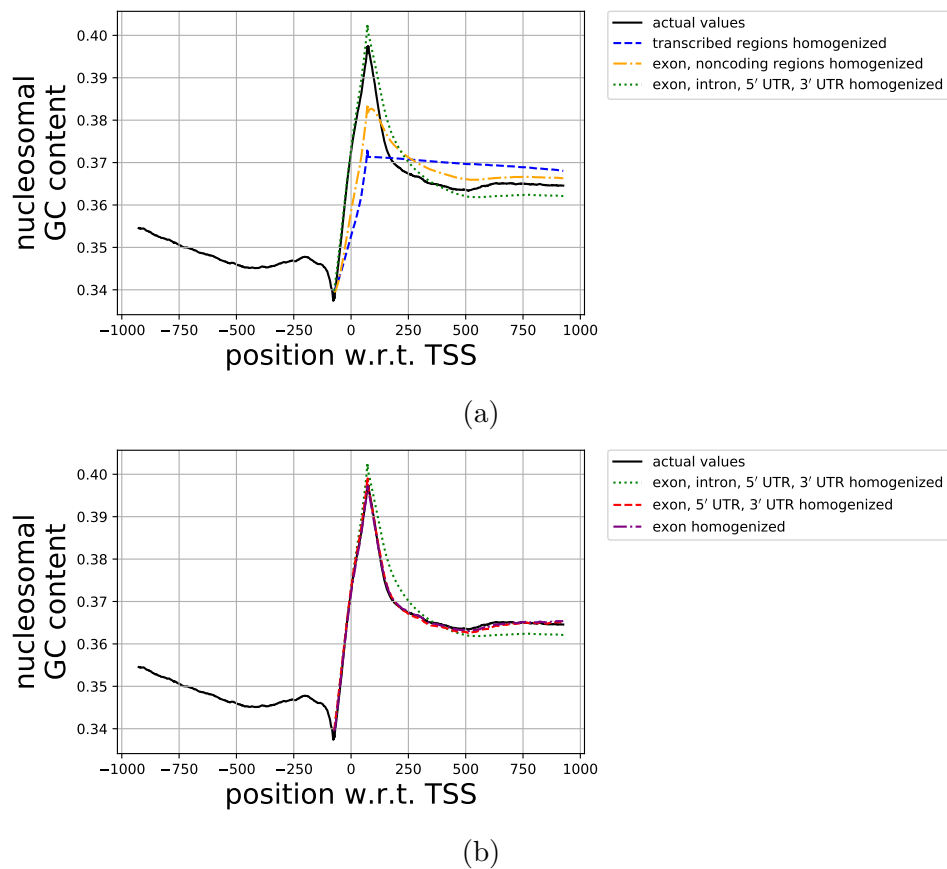 0.40
0.39
0.38
0.37
0.36
0.35
0.34
nucleosomal
GC content
−1000 −750 −500 −250 0 250 500 750 1000
position w.r.t. TSS
actual values
transcribed regions homogenized
exon, noncoding regions homogenized
exon, intron, 5′ UTR, 3′ UTR homogenized
(a)
0.40
0.39
0.38
0.37
0.36
0.35
0.34
nucleosomal
GC content
−1000 −750 −500 −250 0 250 500 750 1000
position w.r.t. TSS
actual values
exon, intron, 5′ UTR, 3′ UTR homogenized
exon, 5′ UTR, 3′ UTR homogenized
exon homogenized
(b)